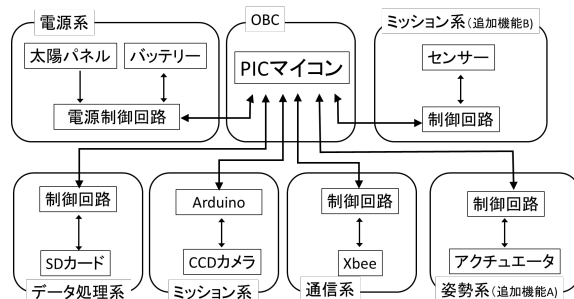 電源系
OBC
ミッション系(追加機能B)
太陽パネル
バッテリー
PICマイコン
センサー
電源制御回路
制御回路
制御回路
Arduino
制御回路
制御回路
SDカード
CCDカメラ
Xbee
アクチュエータ
データ処理系
ミッション系
通信系
姿勢系(追加機能A)